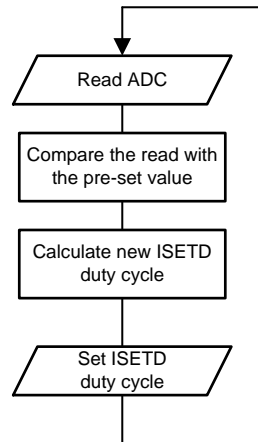 Read ADC
Compare the read with
the pre-set value
Calculate new ISETD
duty cycle
Set ISETD
duty cycle